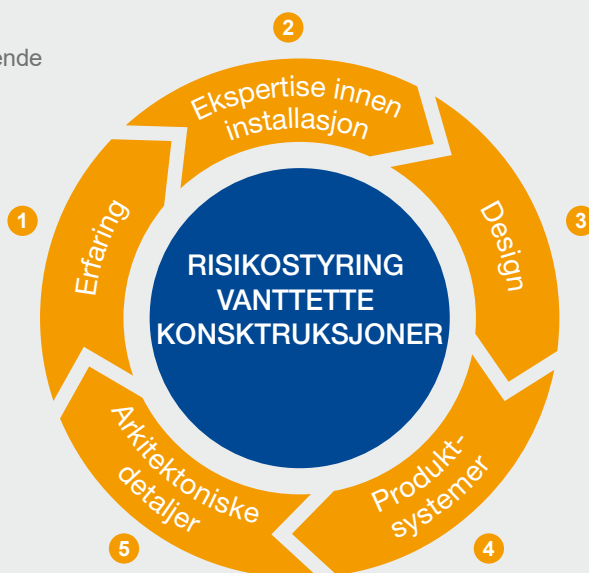 ende
2
Ekspertise innen
installasjon
1
Erfaring
3
Design
RISIKOSTYRING
VANTTETTE
KONSKTRUKSJONER
Produkt-
systemer
4
Arkitektoniske
detaljer
5